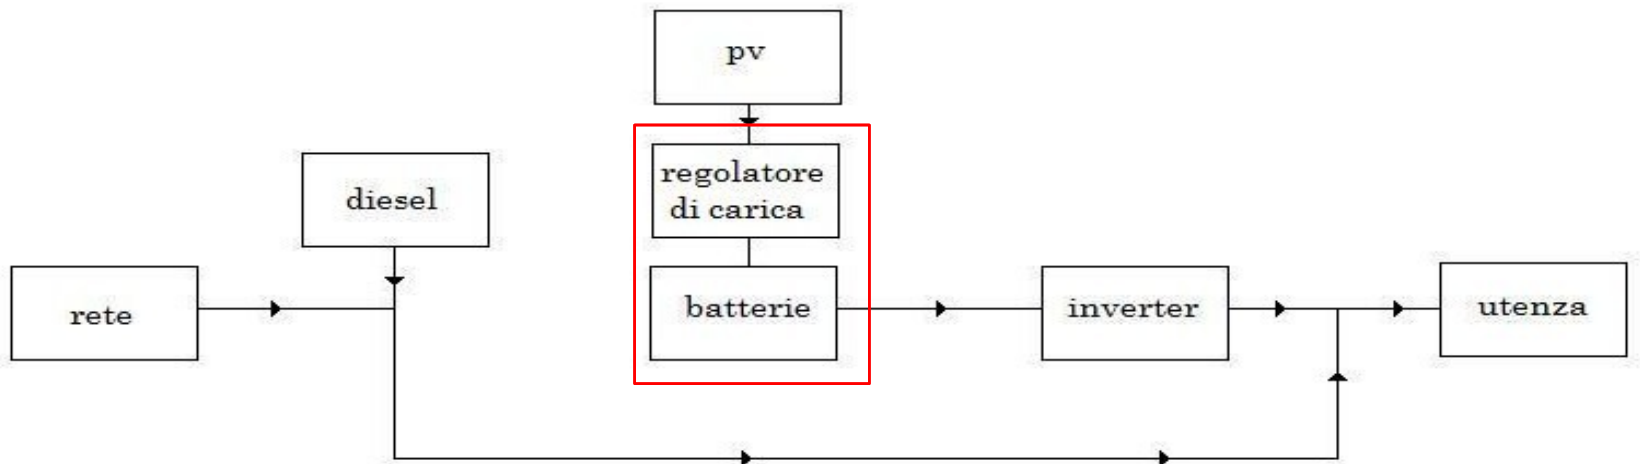 pv
regolatore
di carica
diesel
rete
batterie
inverter
utenza